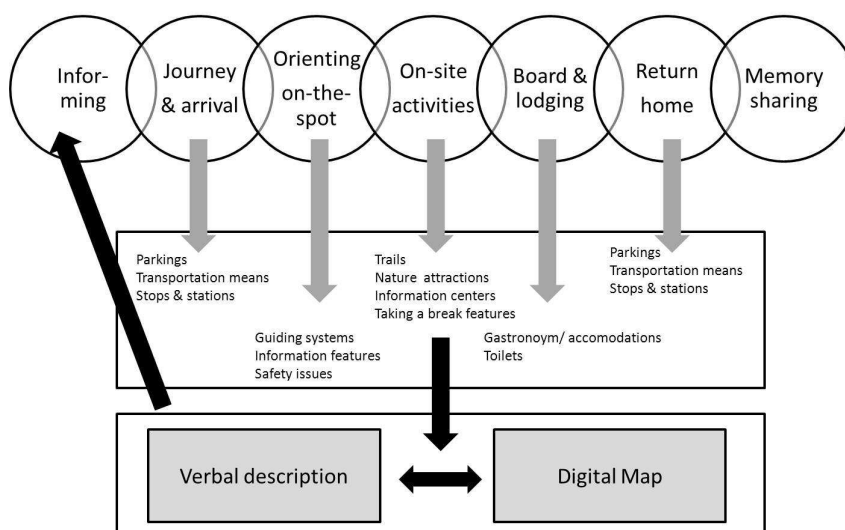 Infor-
ming
Journey
& arrival
Orienting
on-the-
spot
On-site
activities
Board &
lodging
Return
home
Memory
sharing
Parkings
Transportation means
Stops & stations
Guiding systems
Information features
Safety issues
Trails
Nature attractions
Information centers
Taking a break features
Gastronoym/ accomodations
Toilets
Parkings
Transportation means
Stops & stations
Verbal description
Digital Map